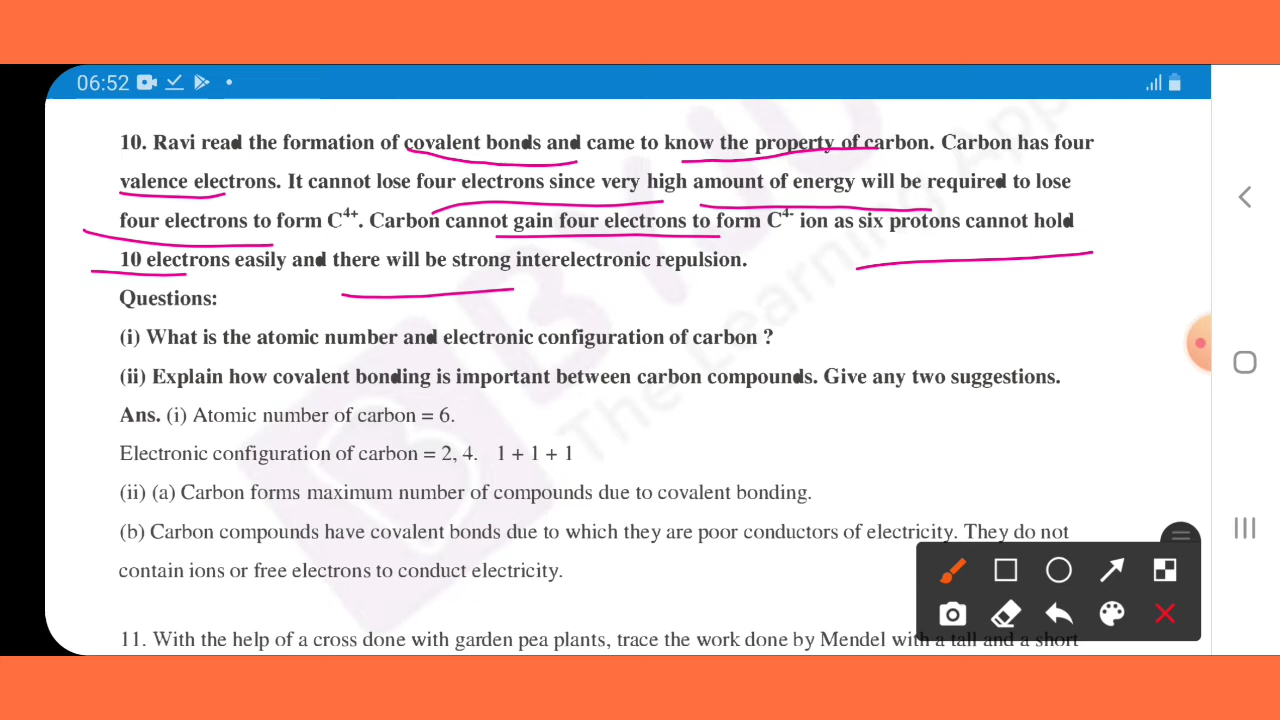 06:52
10. Ravi read the formation of covalent bonds and came to know the property of carbon. Carbon has four
valence electrons. It cannot lose four electrons since very high amount of energy will be required to lose
four electrons to form C⁴⁺. Carbon cannot gain four electrons to form C⁴⁻ ion as six protons cannot hold
10 electrons easily and there will be strong interelectronic repulsion.
Questions:
(i) What is the atomic number and electronic configuration of carbon ?
(ii) Explain how covalent bonding is important between carbon compounds. Give any two suggestions.
Ans. (i) Atomic number of carbon = 6.
Electronic configuration of carbon = 2, 4. 1 + 1 + 1
(ii) (a) Carbon forms maximum number of compounds due to covalent bonding.
(b) Carbon compounds have covalent bonds due to which they are poor conductors of electricity. They do not
contain ions or free electrons to conduct electricity.
11. With the help of a cross done with garden pea plants, trace the work done by Mendel with a tall and a short
BYJU
The Learning App